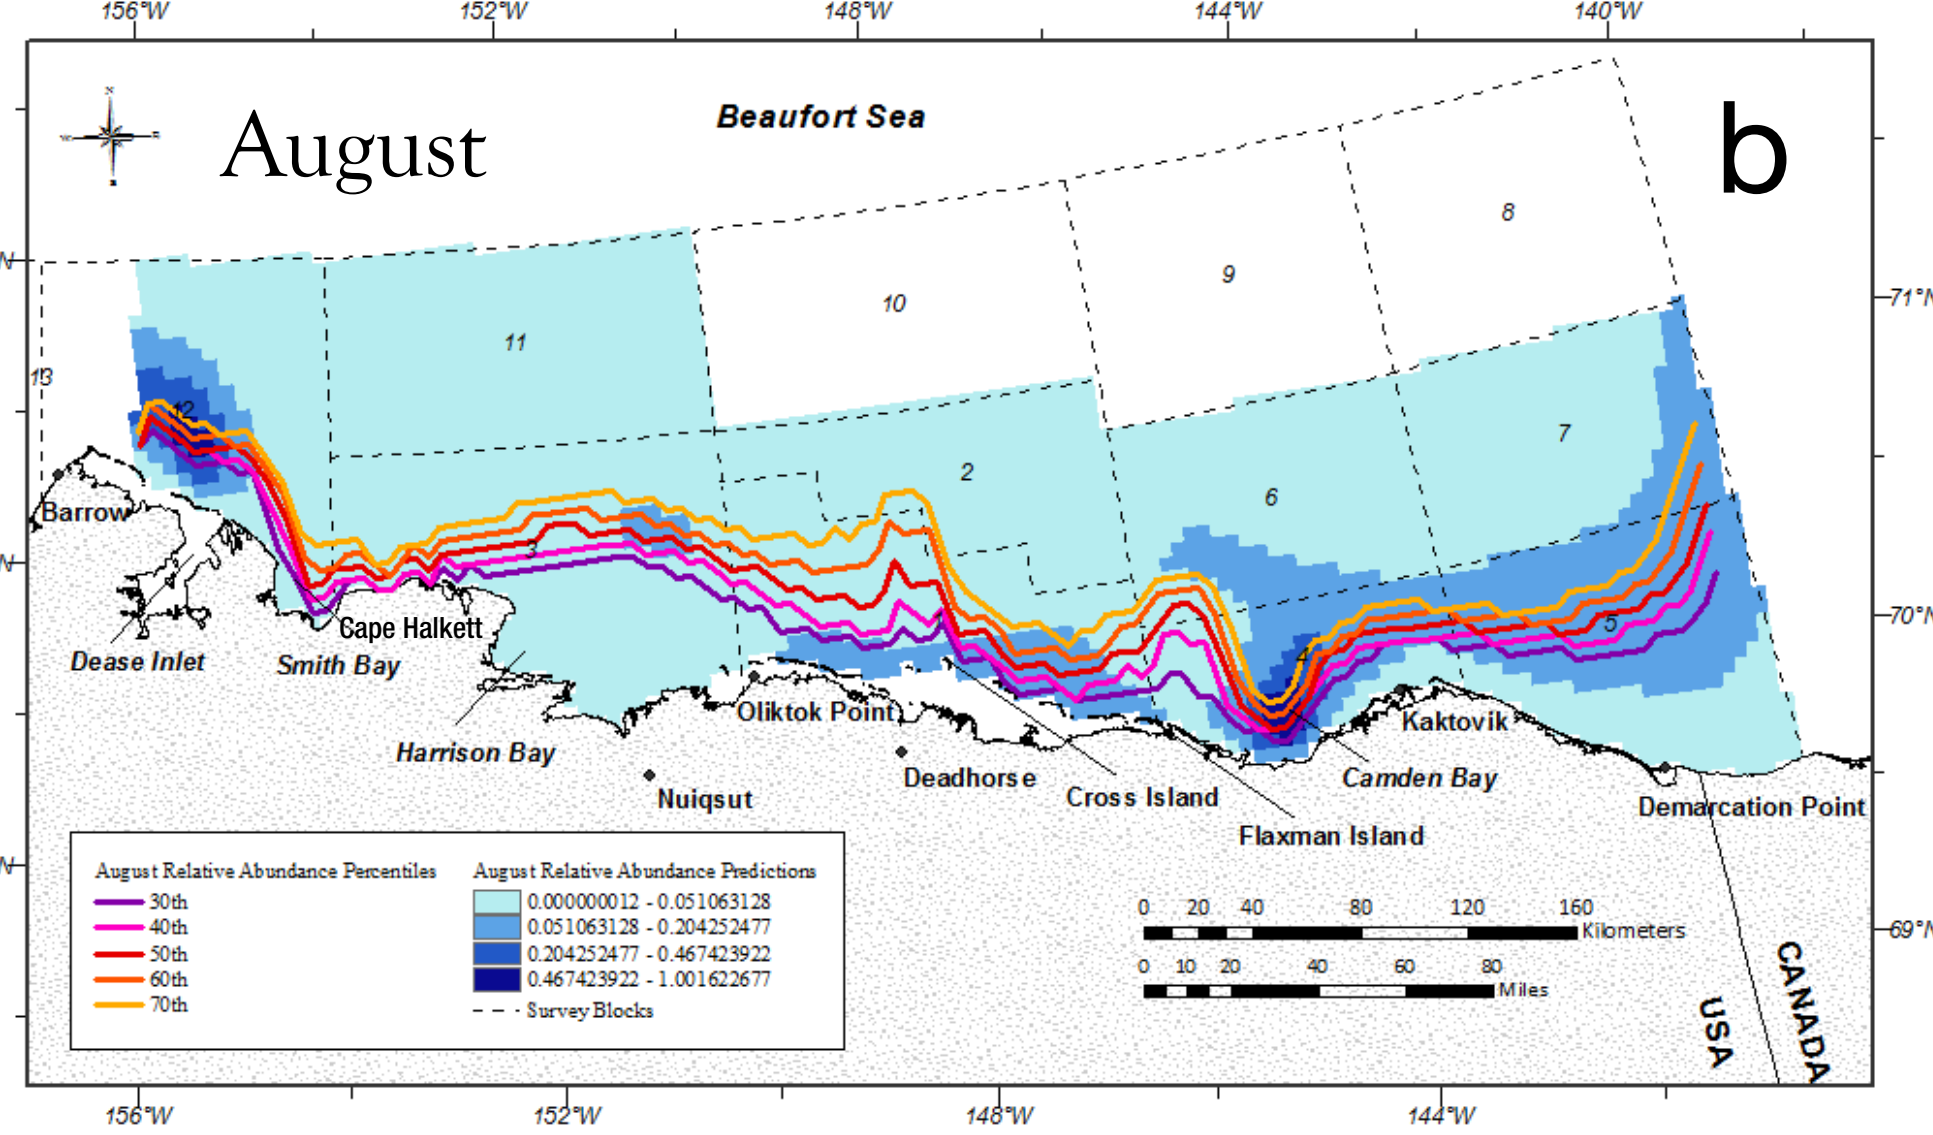 156°W 152°W 148°W 144°W 140°W
August
Beaufort Sea
b
8
9
10
11
71°N
13
12
7
2
6
Barrow
3
70°N
5
Cape Halkett
4
Dease Inlet
Smith Bay
Oliktok Point
Kaktovik
Harrison Bay
Deadhorse
Camden Bay
Nuiqsut
Cross Island
Demarcation Point
Flaxman Island
August Relative Abundance Percentiles
30th
40th
50th
60th
70th
August Relative Abundance Predictions
0.000000012 - 0.051063128
0.051063128 - 0.204252477
0.204252477 - 0.467423922
0.467423922 - 1.001622677
Survey Blocks
0 20 40 80 120 160
Kilometers
0 10 20 40 60 80
Miles
69°N
CANADA
USA
156°W 152°W 148°W 144°W